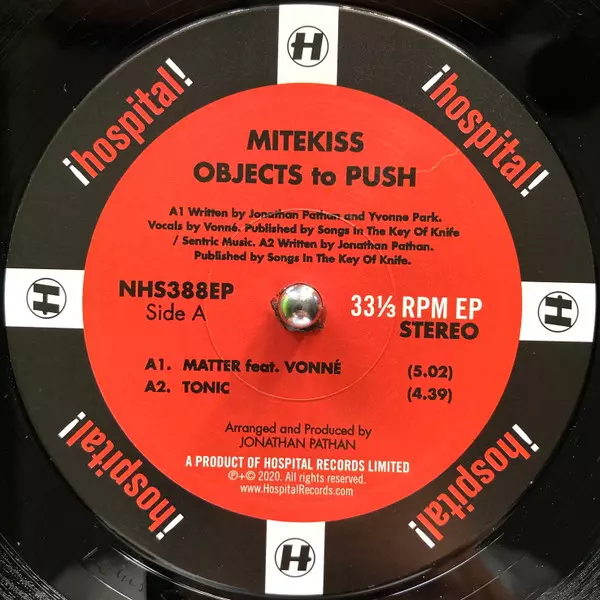 H
¡hospital!
¡hospital!
MITEKISS
OBJECTS to PUSH
A1 Written by Jonathan Pathan and Yvonne Park.
Vocals by Vonné. Published by Songs In The Key Of Knife
/ Sentric Music. A2 Written by Jonathan Pathan.
Published by Songs In The Key Of Knife.
H
NHS388EP
Side A
33⅓ RPM EP
STEREO
H
A1. MATTER feat. VONNÉ (5.02)
A2. TONIC (4.39)
Arranged and Produced by
JONATHAN PATHAN
A PRODUCT OF HOSPITAL RECORDS LIMITED
℗+© 2020. All rights reserved.
www.HospitalRecords.com
¡hospital!
¡hospital!
H